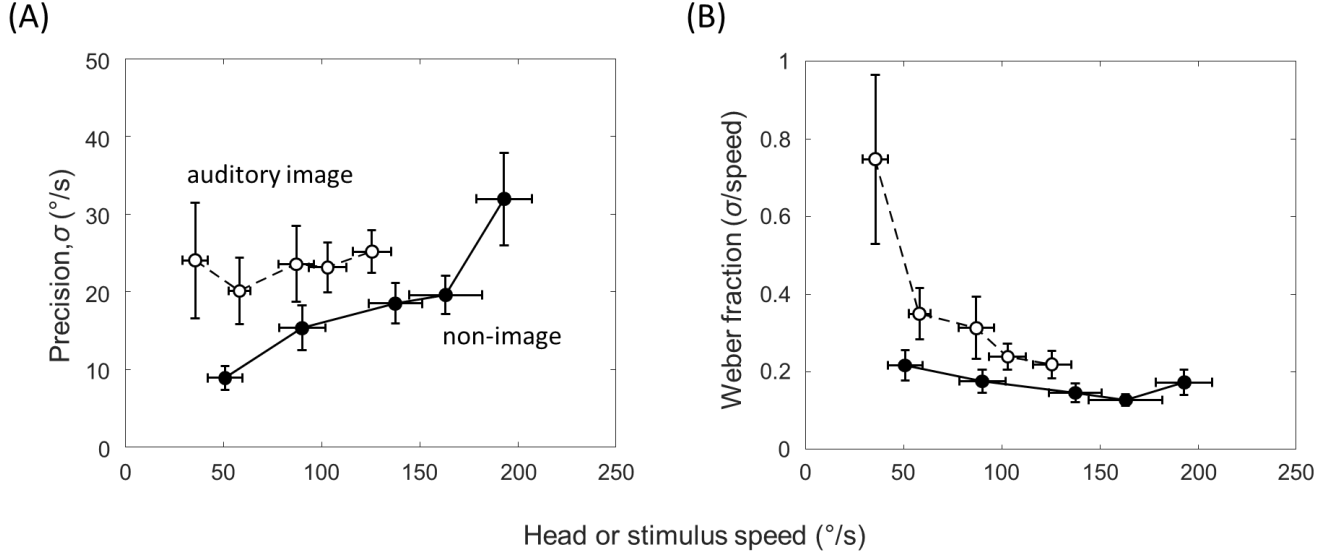 (A)
(B)
50
40
30
20
10
0
Precision,σ (°/s)
auditory image
non-image
0 50 100 150 200 250
1
0.8
0.6
0.4
0.2
0
Weber fraction (σ/speed)
0 50 100 150 200 250
Head or stimulus speed (°/s)